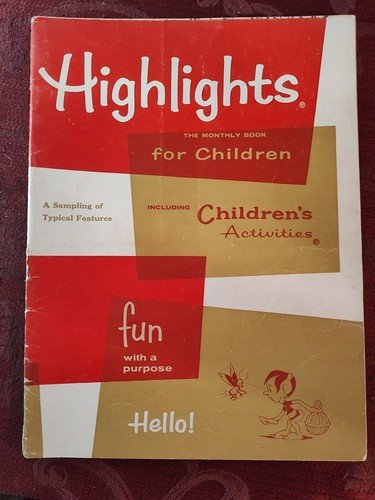 Highlights®
THE MONTHLY BOOK
for Children
A Sampling of
Typical Features
INCLUDING Children's
Activities®
fun
with a
purpose
Hello!